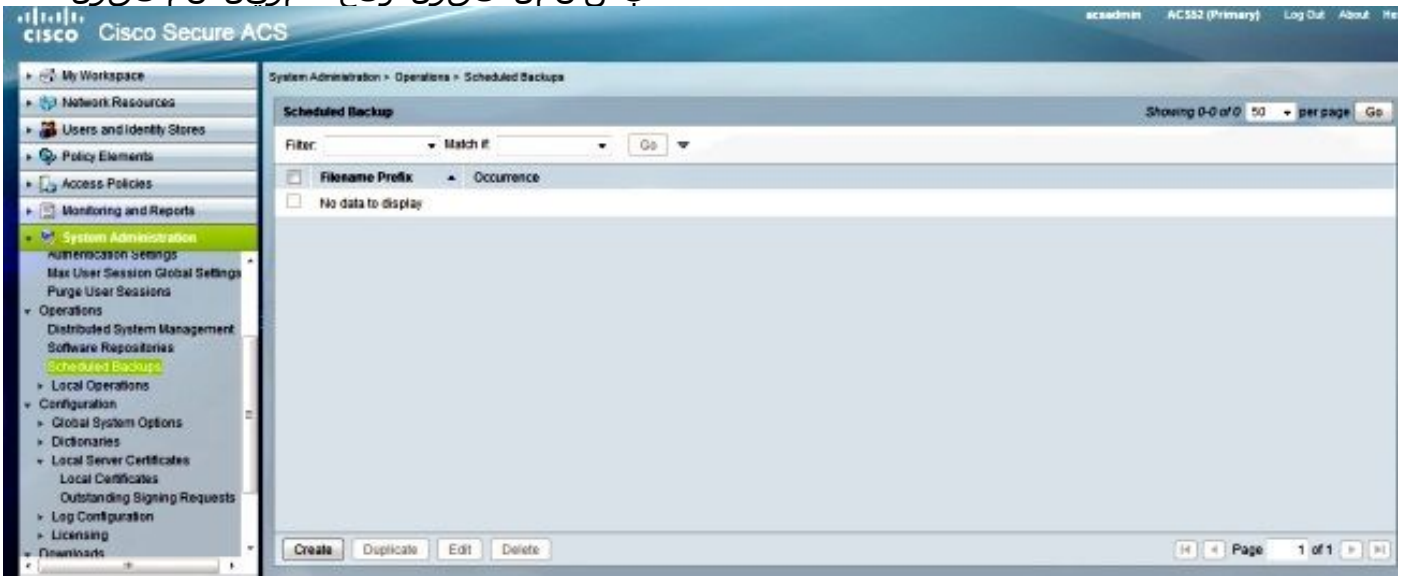 CISCO Cisco Secure ACS
acsadmin ACS52 (Primary) Log Out About He
My Workspace
Network Resources
Users and Identity Stores
Policy Elements
Access Policies
Monitoring and Reports
System Administration
Authentication Settings
Max User Session Global Settings
Purge User Sessions
Operations
Distributed System Management
Software Repositories
Scheduled Backups
Local Operations
Configuration
Global System Options
Dictionaries
Local Server Certificates
Local Certificates
Outstanding Signing Requests
Log Configuration
Licensing
Downloads
System Administration > Operations > Scheduled Backups
Scheduled Backup
Showing 0-0 of 0 50 per page Go
Filter: Match if: Go
Filename Prefix Occurrence
No data to display
Create Duplicate Edit Delete
Page 1 of 1